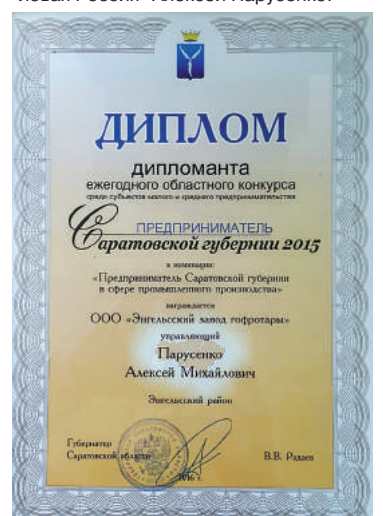 ДИПЛОМ
дипломанта
ежегодного областного конкурса
среди субъектов малого и среднего предпринимательства
ПРЕДПРИНИМАТЕЛЬ
Саратовской губернии 2015
в номинации:
«Предприниматель Саратовской губернии
в сфере промышленного производства»
награждается
ООО «Энгельсский завод гофротары»
управляющий
Парусенко
Алексей Михайлович
Энгельсский район
Губернатор
Саратовской области
В.В. Радаев
2016 г.